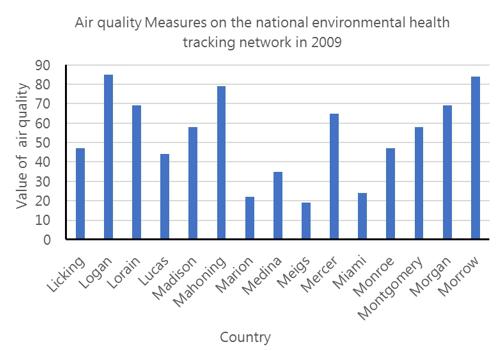 Air quality Measures on the national environmental health
tracking network in 2009
Value of air quality
90
80
70
60
50
40
30
20
10
0
Licking
Logan
Lorain
Lucas
Madison
Mahoning
Marion
Medina
Meigs
Mercer
Miami
Monroe
Montgomery
Morgan
Morrow
Country